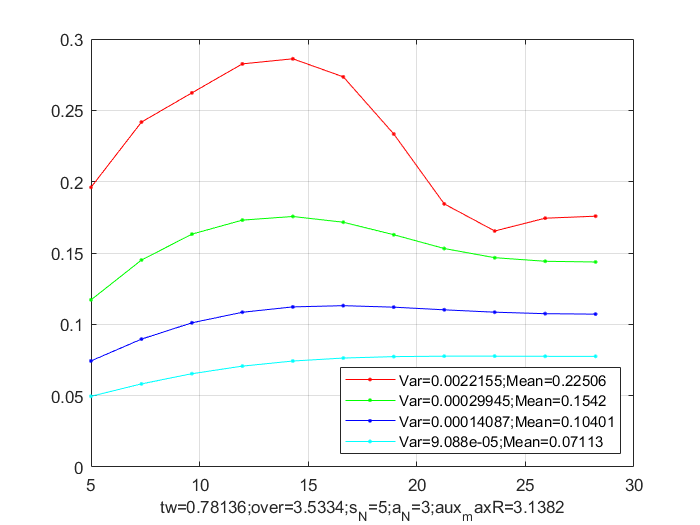 0.3
0.25
0.2
0.15
0.1
0.05
0
5 10 15 20 25 30
Var=0.0022155;Mean=0.22506
Var=0.00029945;Mean=0.1542
Var=0.00014087;Mean=0.10401
Var=9.088e-05;Mean=0.07113
tw=0.78136;over=3.5334;s_N=5;a_N=3;aux_maxR=3.1382